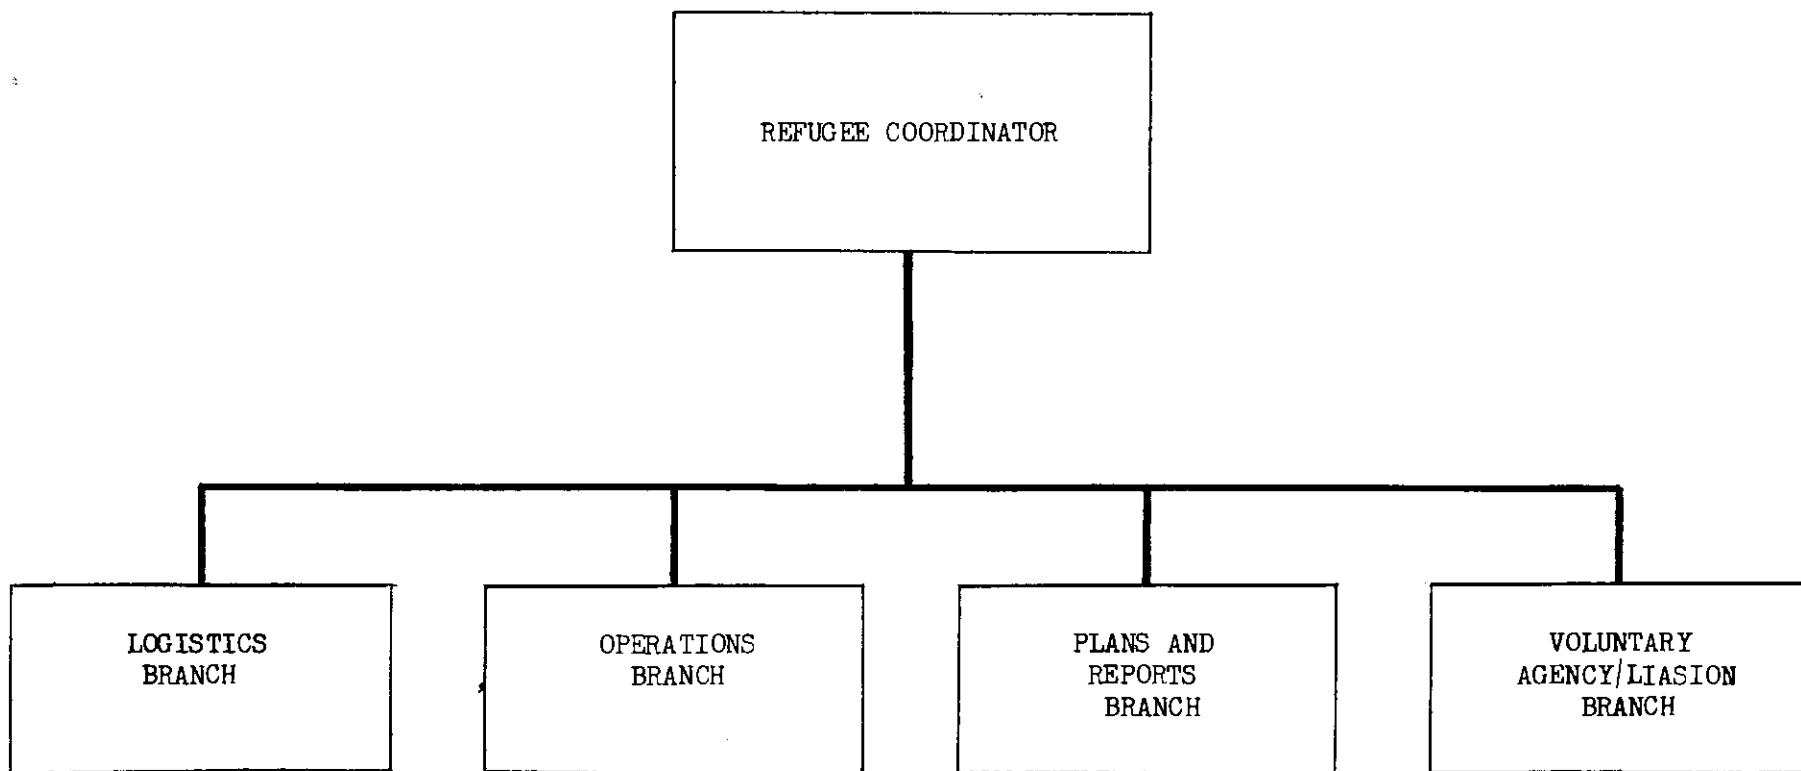 REFUGEE COORDINATOR
LOGISTICS
BRANCH
OPERATIONS
BRANCH
PLANS AND
REPORTS
BRANCH
VOLUNTARY
AGENCY/LIASION
BRANCH